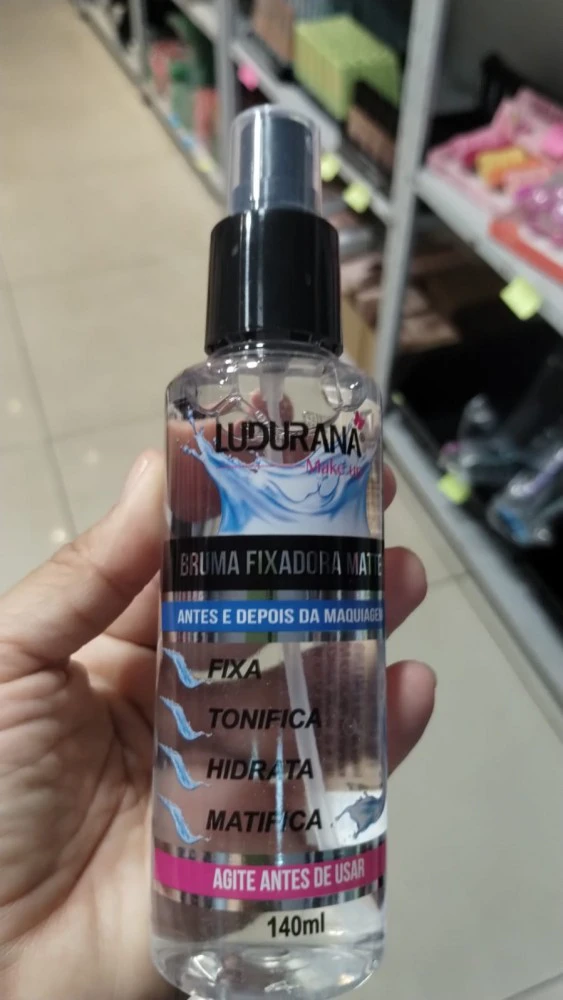 LUDURANA
Make up
BRUMA FIXADORA MATTE
ANTES E DEPOIS DA MAQUIAGEM
FIXA
TONIFICA
HIDRATA
MATIFICA
AGITE ANTES DE USAR
140ml